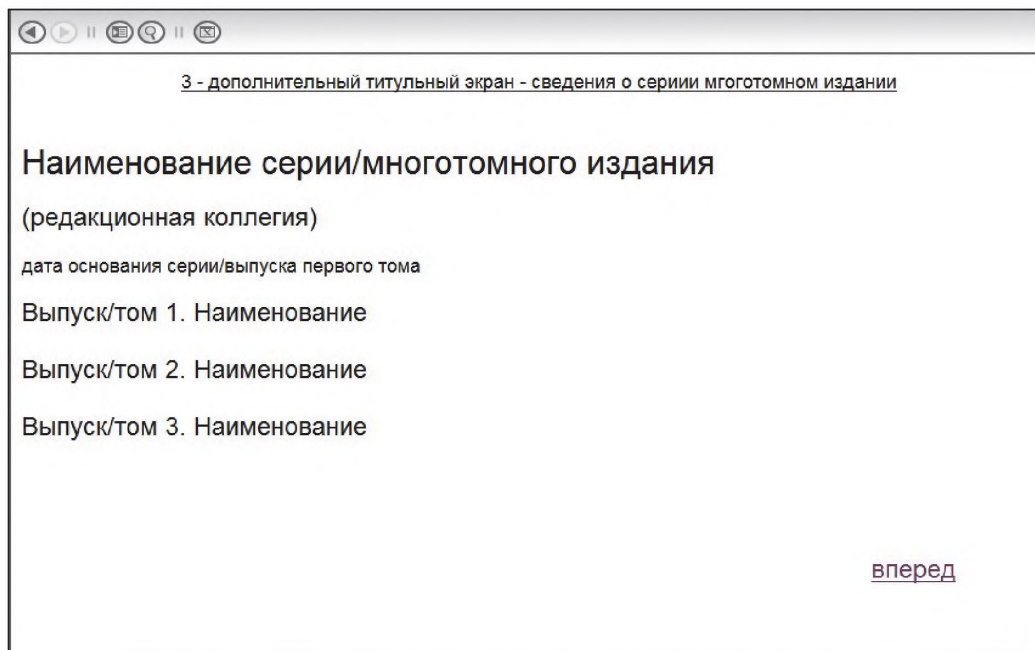 3 - дополнительный титульный экран - сведения о сериии мгоготомном издании
Наименование серии/многотомного издания
(редакционная коллегия)
дата основания серии/выпуска первого тома
Выпуск/том 1. Наименование
Выпуск/том 2. Наименование
Выпуск/том 3. Наименование
вперед